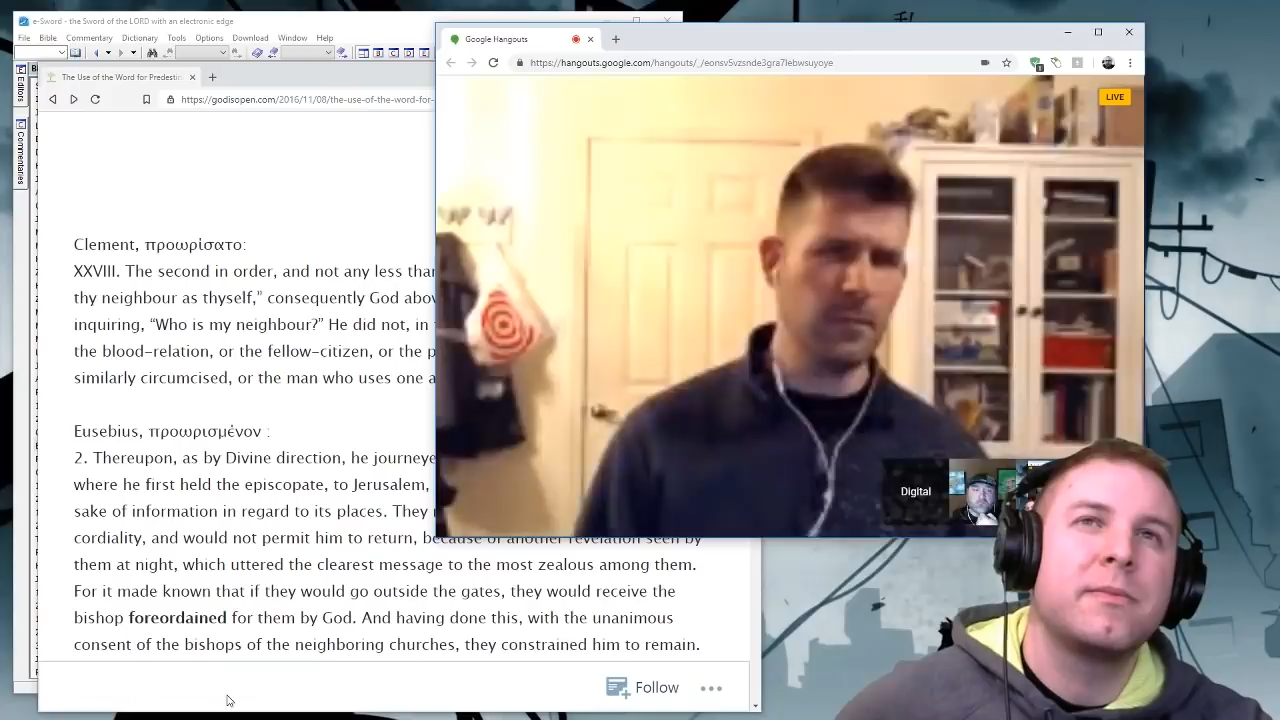 e-Sword - the Sword of the LORD with an electronic edge
File Bible Commentary Dictionary Tools Options Download Window Help
Editors
Commentaries
The Use of the Word for Predesti
https://godisopen.com/2016/11/08/the-use-of-the-word-for-
Google Hangouts
https://hangouts.google.com/hangouts/_/eonsv5vzsnde3gra7lebwsuyoye
LIVE
Clement, προωρίσατο:
XXVIII. The second in order, and not any less than
thy neighbour as thyself,” consequently God abov
inquiring, “Who is my neighbour?” He did not, in
the blood-relation, or the fellow-citizen, or the p
similarly circumcised, or the man who uses one a
Eusebius, προωρισμένον :
2. Thereupon, as by Divine direction, he journeye
where he first held the episcopate, to Jerusalem,
sake of information in regard to its places. They
cordiality, and would not permit him to return, because of another revelation seen by
them at night, which uttered the clearest message to the most zealous among them.
For it made known that if they would go outside the gates, they would receive the
bishop foreordained for them by God. And having done this, with the unanimous
consent of the bishops of the neighboring churches, they constrained him to remain.
Digital
Follow